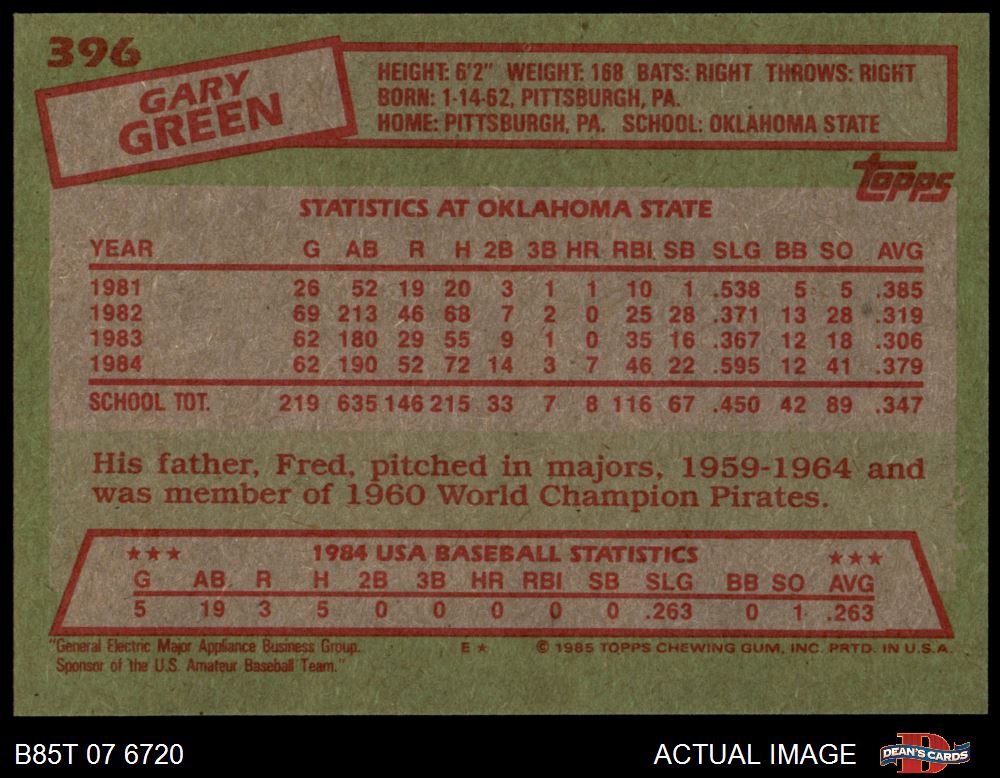 396
GARY
GREEN
HEIGHT: 6'2" WEIGHT: 168 BATS: RIGHT THROWS: RIGHT
BORN: 1-14-62, PITTSBURGH, PA.
HOME: PITTSBURGH, PA. SCHOOL: OKLAHOMA STATE
Topps
STATISTICS AT OKLAHOMA STATE
YEAR G AB R H 2B 3B HR RBI SB SLG BB SO AVG
1981 26 52 19 20 3 1 1 10 1 .538 5 5 .385
1982 69 213 46 68 7 2 0 25 28 .371 13 28 .319
1983 62 180 29 55 9 1 0 35 16 .367 12 18 .306
1984 62 190 52 72 14 3 7 46 22 .595 12 41 .379
SCHOOL TOT. 219 635 146 215 33 7 8 116 67 .450 42 89 .347
His father, Fred, pitched in majors, 1959-1964 and
was member of 1960 World Champion Pirates.
★★★ 1984 USA BASEBALL STATISTICS ★★★
G AB R H 2B 3B HR RBI SB SLG BB SO AVG
5 19 3 5 0 0 0 0 0 .263 0 1 .263
"General Electric Major Appliance Business Group.
Sponsor of the U.S. Amateur Baseball Team."
E ★ © 1985 TOPPS CHEWING GUM, INC. PRTD. IN U.S.A.
B85T 07 6720
ACTUAL IMAGE
D
DEAN'S CARDS